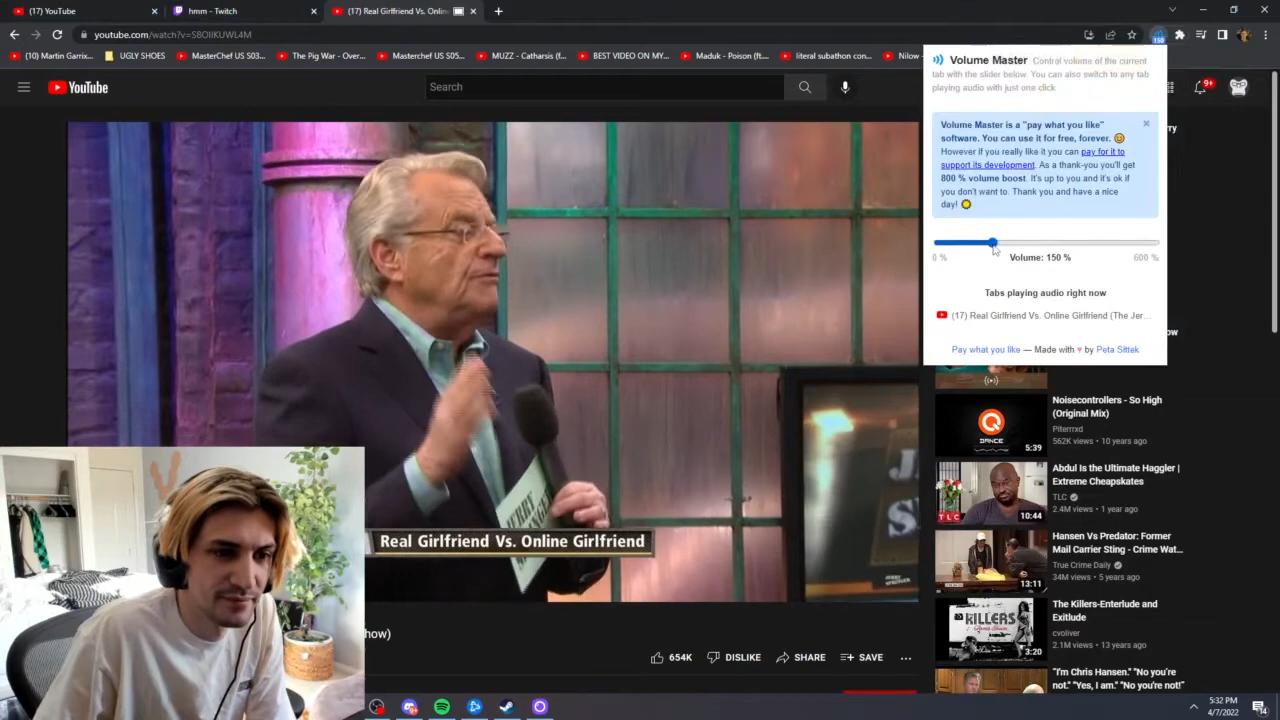 (17) YouTube
hmm - Twitch
(17) Real Girlfriend Vs. Onlin
youtube.com/watch?v=S8OIIKUWL4M
150
(10) Martin Garrix...
UGLY SHOES
MasterChef US S03...
The Pig War - Over...
Masterchef US S03...
MUZZ - Catharsis (f...
BEST VIDEO ON MY...
Maduk - Poison (ft...
literal subathon con...
Nilow
YouTube
Search
9+
Volume Master Control volume of the current
tab with the slider below. You can also switch to any tab
playing audio with just one click
Volume Master is a "pay what you like"
software. You can use it for free, forever.
However if you really like it you can pay for it to
support its development. As a thank-you you'll get
800 % volume boost. It's up to you and it's ok if
you don't want to. Thank you and have a nice
day!
0 %
Volume: 150 %
600 %
Tabs playing audio right now
(17) Real Girlfriend Vs. Online Girlfriend (The Jer...
Pay what you like — Made with ♥ by Peta Sittek
Real Girlfriend Vs. Online Girlfriend
how)
654K
DISLIKE
SHARE
SAVE
Noisecontrollers - So High
(Original Mix)
Piterrrxd
562K views • 10 years ago
Q
DANCE
5:39
Abdul Is the Ultimate Haggler |
Extreme Cheapskates
TLC
2.4M views • 1 year ago
TLC
10:44
Hansen Vs Predator: Former
Mail Carrier Sting - Crime Wat...
True Crime Daily
34M views • 5 years ago
13:11
The Killers-Enterlude and
Exitlude
cvoliver
2.1M views • 13 years ago
KILLERS
3:20
"I'm Chris Hansen." "No you're
not." "Yes, I am." "No you're not!"
5:32 PM
4/7/2022
14